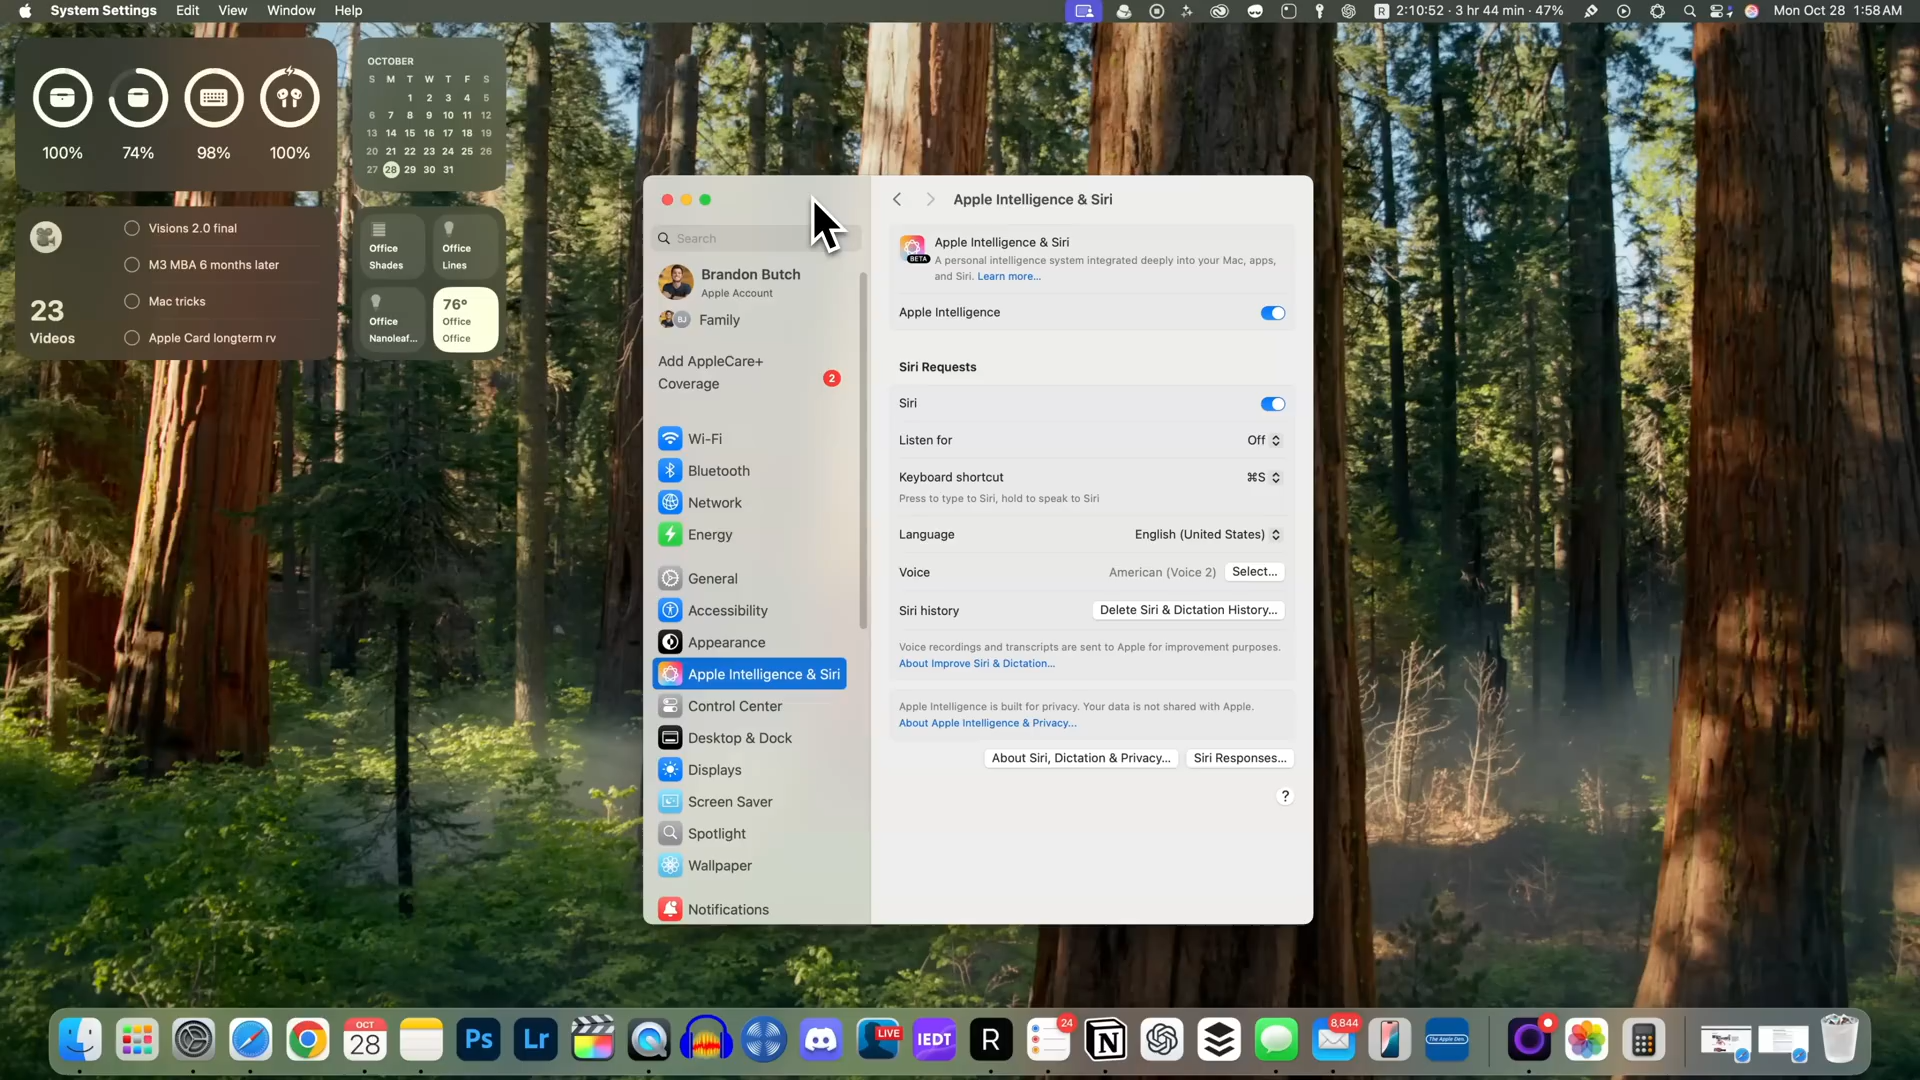 System Settings Edit View Window Help
R 2:10:52 · 3 hr 44 min · 47% Mon Oct 28 1:58 AM
100% 74% 98% 100%
OCTOBER
S M T W T F S
1 2 3 4 5
6 7 8 9 10 11 12
13 14 15 16 17 18 19
20 21 22 23 24 25 26
27 28 29 30 31
23
Videos
Visions 2.0 final
M3 MBA 6 months later
Mac tricks
Apple Card longterm rv
Office
Shades
Office
Lines
Office
Nanoleaf...
76°
Office
Office
Search
Brandon Butch
Apple Account
BJ
Family
Add AppleCare+
Coverage
2
Wi-Fi
Bluetooth
Network
Energy
General
Accessibility
Appearance
Apple Intelligence & Siri
Control Center
Desktop & Dock
Displays
Screen Saver
Spotlight
Wallpaper
Notifications
Apple Intelligence & Siri
BETA
Apple Intelligence & Siri
A personal intelligence system integrated deeply into your Mac, apps,
and Siri. Learn more...
Apple Intelligence
Siri Requests
Siri
Listen for Off
Keyboard shortcut ⌘S
Press to type to Siri, hold to speak to Siri
Language English (United States)
Voice American (Voice 2) Select...
Siri history Delete Siri & Dictation History...
Voice recordings and transcripts are sent to Apple for improvement purposes.
About Improve Siri & Dictation...
Apple Intelligence is built for privacy. Your data is not shared with Apple.
About Apple Intelligence & Privacy...
About Siri, Dictation & Privacy... Siri Responses...
?
OCT
28
Ps
Lr
LIVE
IEDT
R
24
N
8,844
The Apple Dev.